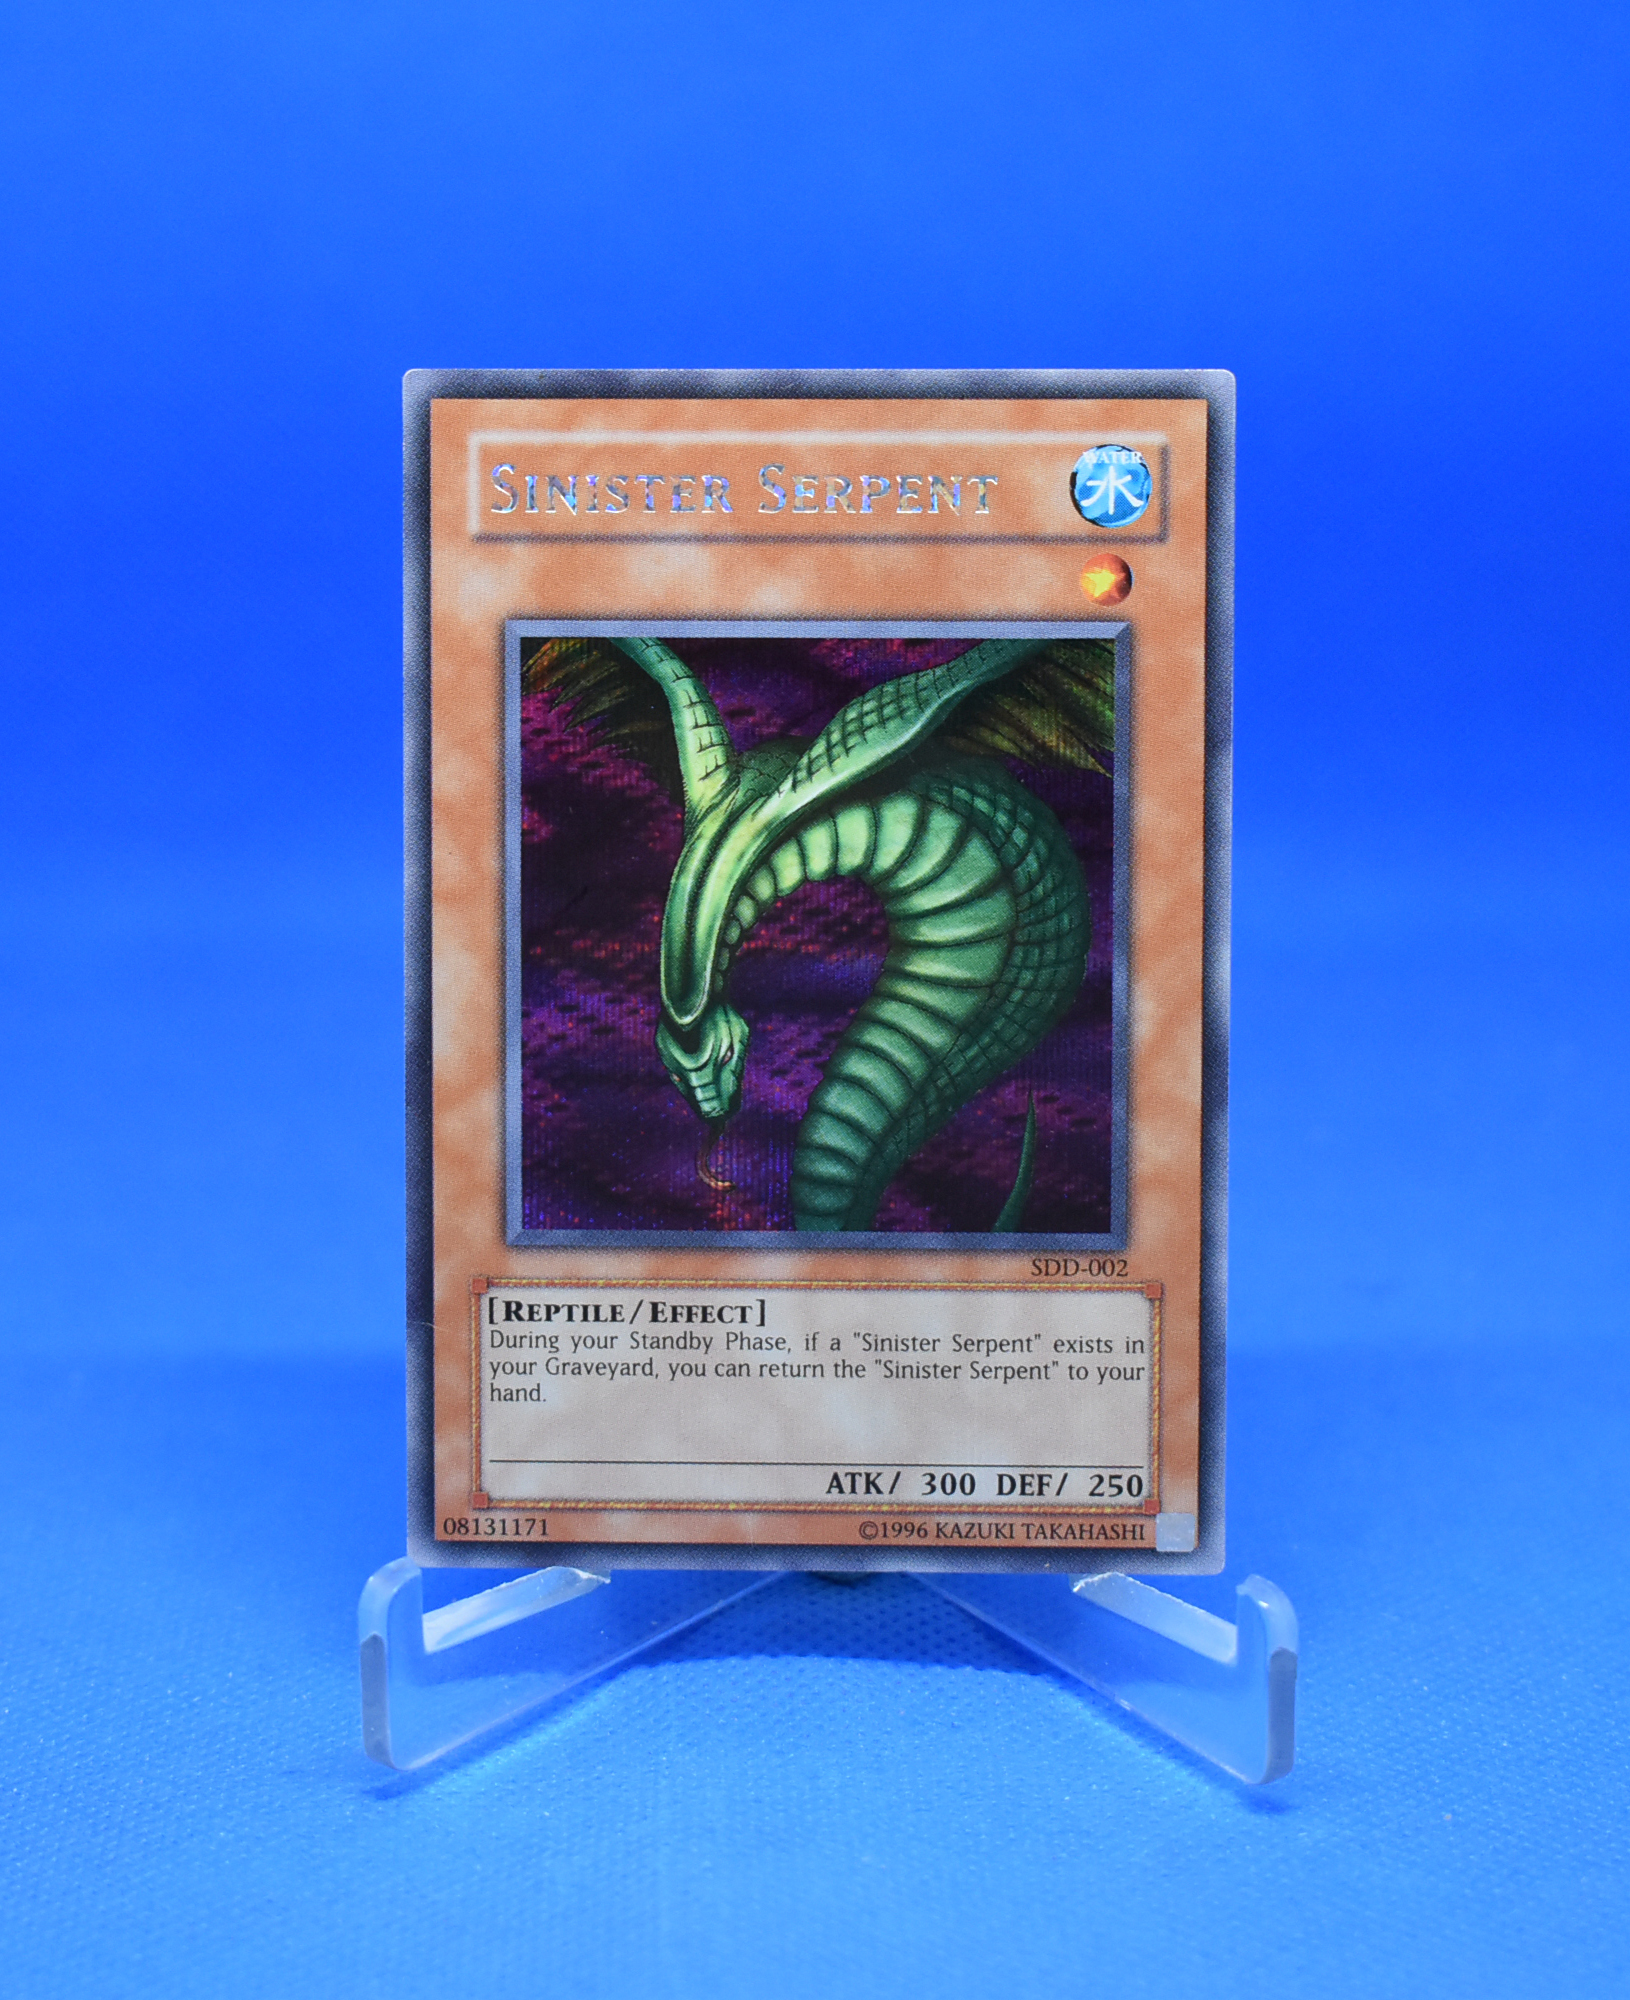 SINISTER SERPENT
WATER
水
SDD-002
[REPTILE/EFFECT]
During your Standby Phase, if a "Sinister Serpent" exists in
your Graveyard, you can return the "Sinister Serpent" to your
hand.
ATK/ 300 DEF/ 250
08131171
©1996 KAZUKI TAKAHASHI